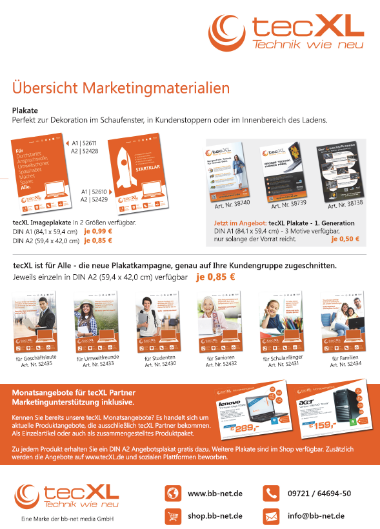 tecXL
Technik wie neu
Übersicht Marketingmaterialien
Plakate
Perfekt zur Dekoration im Schaufenster, in Kundenstoppern oder im Innenbereich des Ladens.
A1 | 52611
A2 | 52428
Für
Alle.
A1 | 52610
A2 | 52429
STARTKLAR
Art. Nr. 38740
Art. Nr. 38739
Art. Nr. 38138
tecXL Imageplakate in 2 Größen verfügbar.
DIN A1 (84,1 x 59,4 cm) je 0,99 €
DIN A2 (59,4 x 42,0 cm) je 0,85 €
Jetzt im Angebot: tecXL Plakate - 1. Generation
DIN A1 (84,1 x 59,4 cm) - 3 Motive verfügbar.
nur solange der Vorrat reicht. je 0,50 €
tecXL ist für Alle - die neue Plakatkampagne, genau auf Ihre Kundengruppe zugeschnitten.
Jeweils einzeln in DIN A2 (59,4 x 42,0 cm) verfügbar je 0,85 €
für Geschäftsleute
Art. Nr. 52435
für Umweltfreunde
Art. Nr. 52433
für Studenten
Art. Nr. 52430
für Senioren
Art. Nr. 52432
für Schulanfänger
Art. Nr. 52431
für Familien
Art. Nr. 52434
Monatsangebote für tecXL Partner
Marketingunterstützung inklusive.
Kennen Sie bereits unsere tecXL Monatsangebote? Es handelt sich um
aktuelle Produktangebote, die ausschließlich tecXL Partner bekommen.
Als Einzelartikel oder auch als zusammengestelltes Produktpaket.
lenovo
€289,-
acer
€159,-
Zu jedem Produkt erhalten Sie ein DIN A2 Angebotsplakat gratis dazu. Weitere Plakate sind im Shop verfügbar. Zusätzlich
werden die Angebote auf www.tecXL.de und sozialen Plattformen beworben.
tecXL
Technik wie neu
Eine Marke der bb-net media GmbH
www.bb-net.de
09721 / 64694-50
shop.bb-net.de
info@bb-net.de